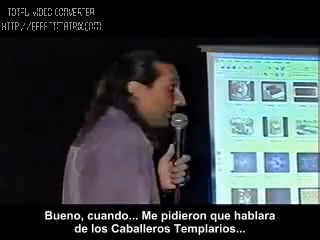 TOTAL VIDEO CONVERTER
HTTP://EFFECTMATRIX.COM
Bueno, cuando... Me pidieron que hablara
de los Caballeros Templarios...